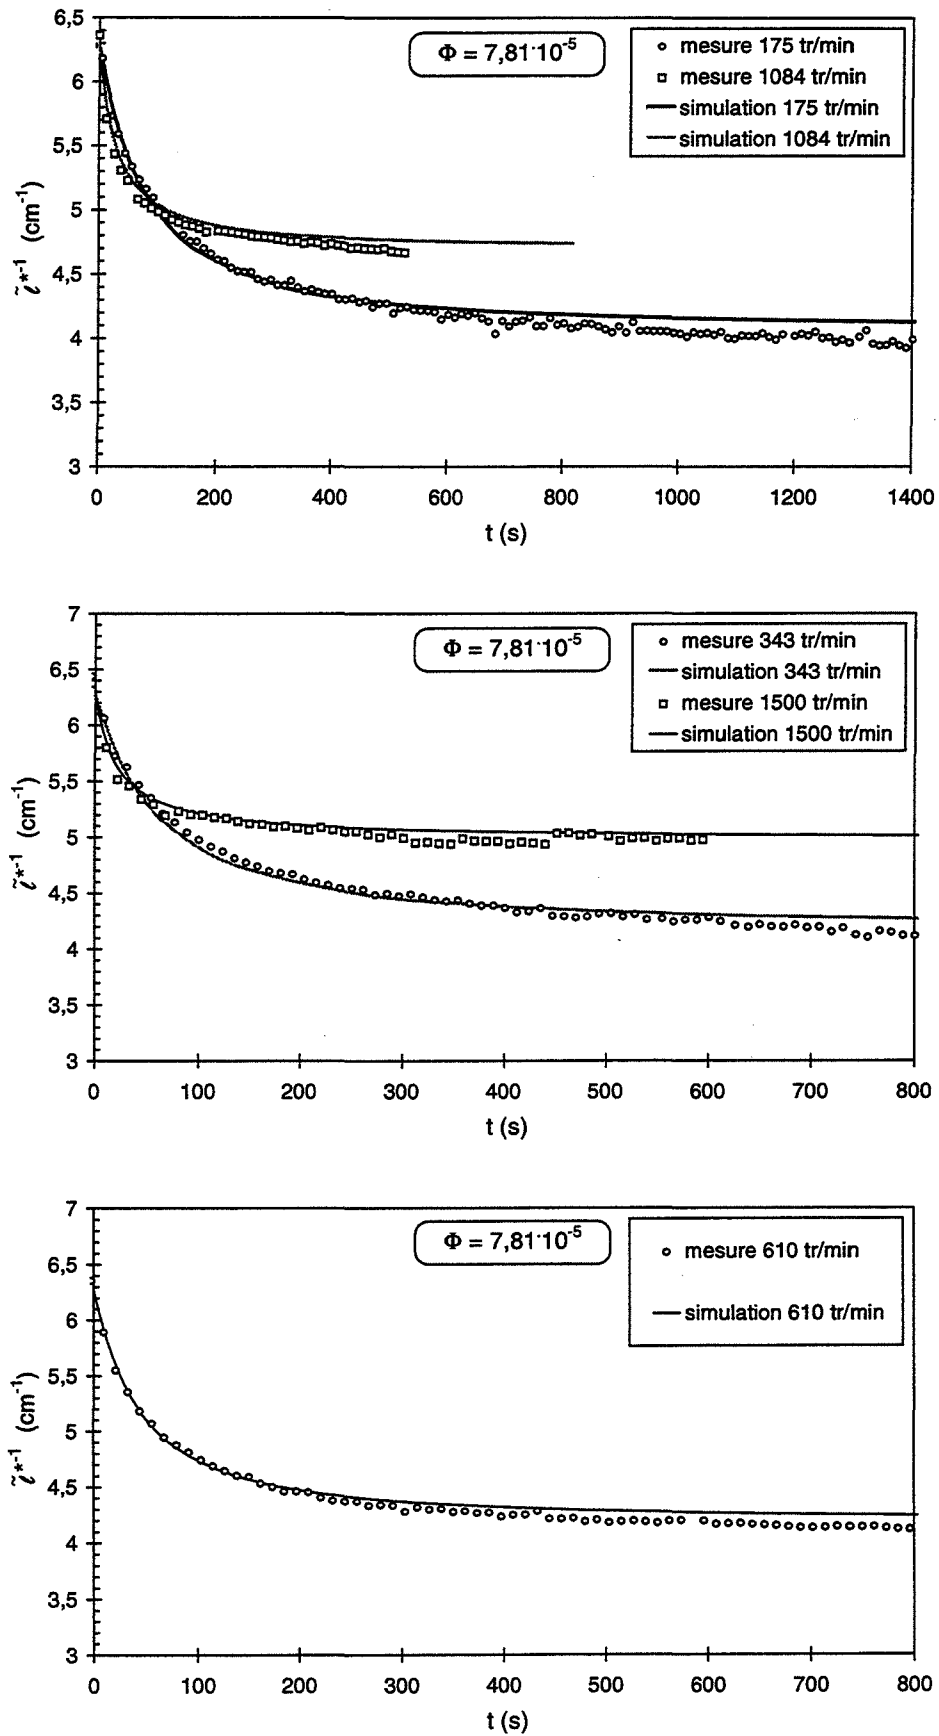 6,5
6
5,5
5
4,5
4
3,5
3
ℓ̃*⁻¹ (cm⁻¹)
Φ = 7,81·10⁻⁵
mesure 175 tr/min
mesure 1084 tr/min
simulation 175 tr/min
simulation 1084 tr/min
0 200 400 600 800 1000 1200 1400
t (s)
7
6,5
6
5,5
5
4,5
4
3,5
3
ℓ̃*⁻¹ (cm⁻¹)
Φ = 7,81·10⁻⁵
mesure 343 tr/min
simulation 343 tr/min
mesure 1500 tr/min
simulation 1500 tr/min
0 100 200 300 400 500 600 700 800
t (s)
7
6,5
6
5,5
5
4,5
4
3,5
3
ℓ̃*⁻¹ (cm⁻¹)
Φ = 7,81·10⁻⁵
mesure 610 tr/min
simulation 610 tr/min
0 100 200 300 400 500 600 700 800
t (s)